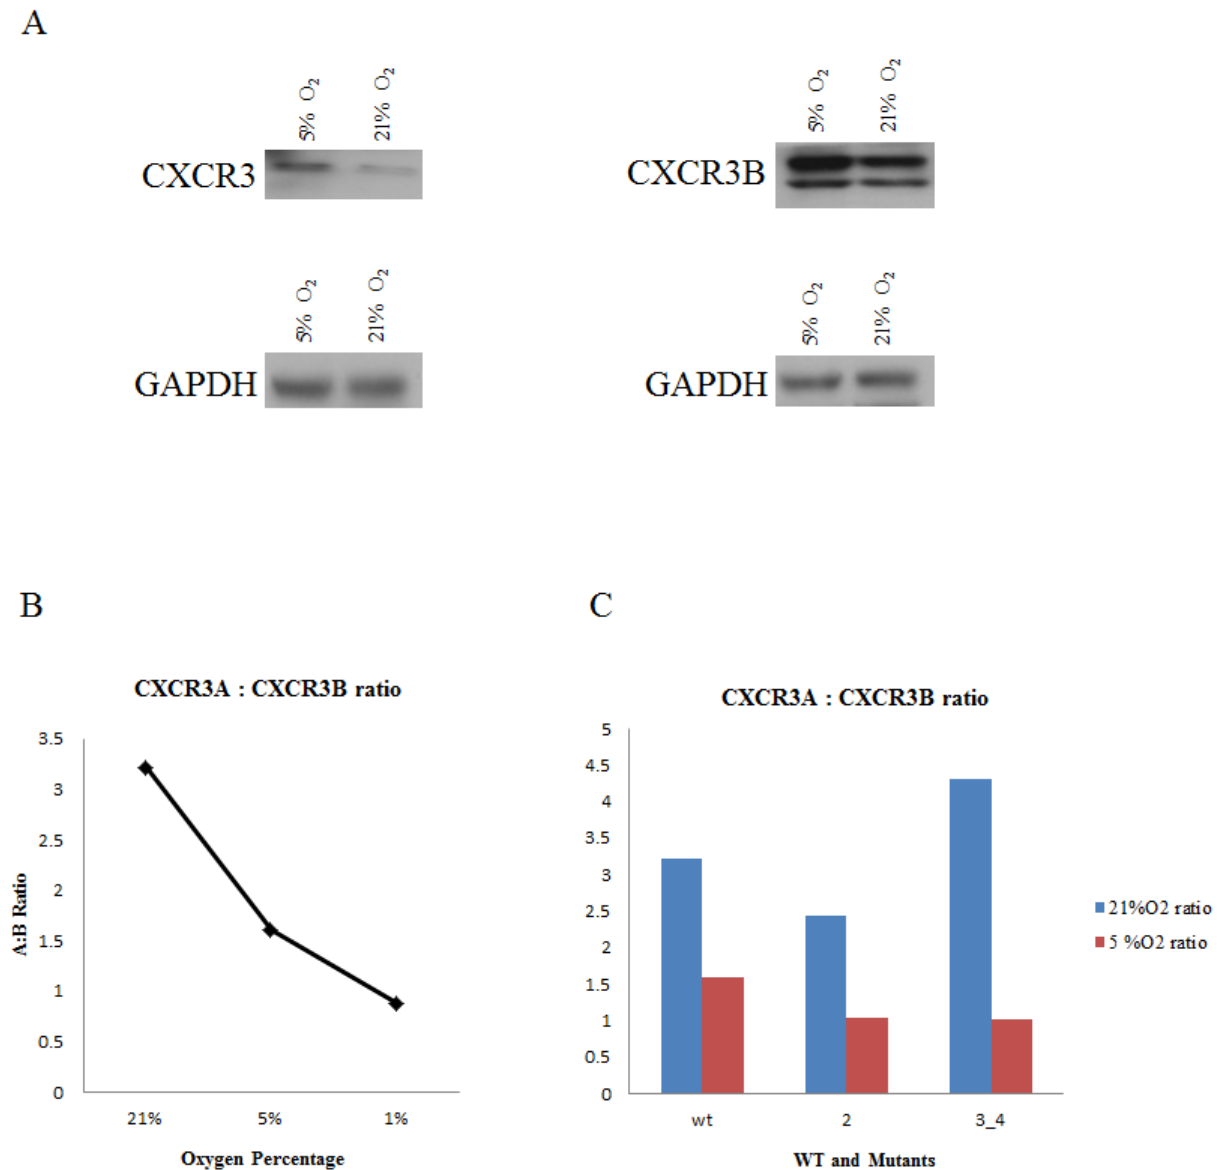 A
5% O2
21% O2
CXCR3
5% O2
21% O2
CXCR3B
5% O2
21% O2
GAPDH
5% O2
21% O2
GAPDH
B
CXCR3A : CXCR3B ratio
3.5
3
2.5
2
1.5
1
0.5
0
A:B Ratio
21% 5% 1%
Oxygen Percentage
C
CXCR3A : CXCR3B ratio
5
4.5
4
3.5
3
2.5
2
1.5
1
0.5
0
wt 2 3_4
WT and Mutants
21%O2 ratio
5 %O2 ratio